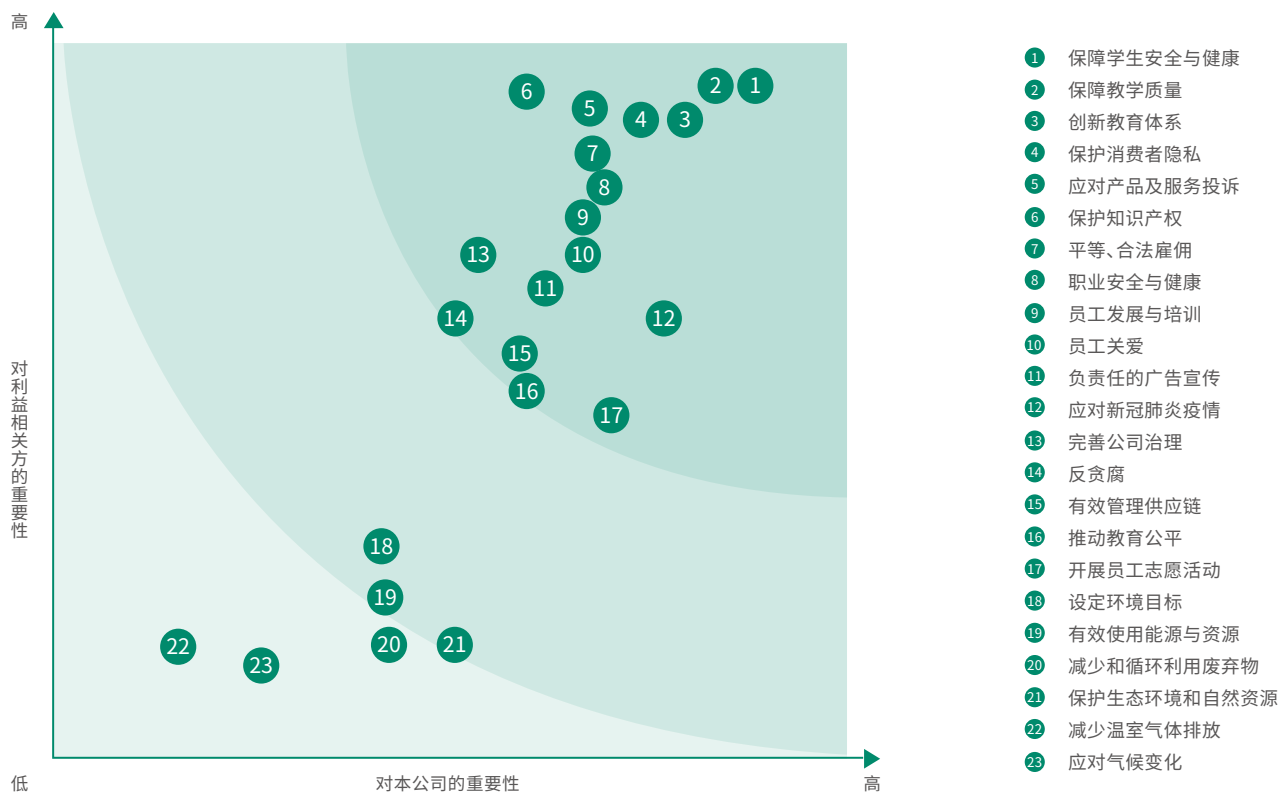 高
对利益相关方的重要性
低
对本公司的重要性
高
6
5
4
3
2
1
7
8
9
10
13
11
14
12
15
16
17
18
19
20
21
22
23
1 保障学生安全与健康
2 保障教学质量
3 创新教育体系
4 保护消费者隐私
5 应对产品及服务投诉
6 保护知识产权
7 平等、合法雇佣
8 职业安全与健康
9 员工发展与培训
10 员工关爱
11 负责任的广告宣传
12 应对新冠肺炎疫情
13 完善公司治理
14 反贪腐
15 有效管理供应链
16 推动教育公平
17 开展员工志愿活动
18 设定环境目标
19 有效使用能源与资源
20 减少和循环利用废弃物
21 保护生态环境和自然资源
22 减少温室气体排放
23 应对气候变化